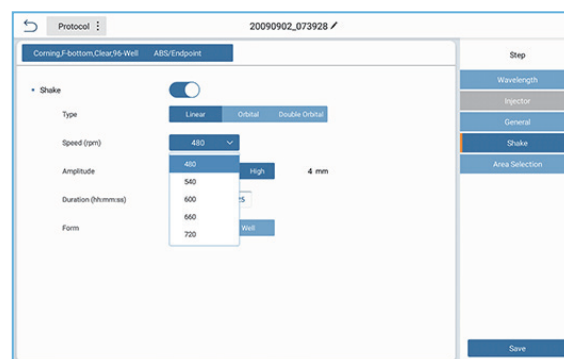 Protocol
20090902_073928
Corning,F-bottom,Clear,96-Well ABS/Endpoint
Step
Wavelength
Injector
General
Shake
Area Selection
Save
Shake
Type
Linear Orbital Double Orbital
Speed (rpm)
480
480
540
600
660
720
Amplitude
High 4 mm
Duration (hh:mm:ss)
Form
Well